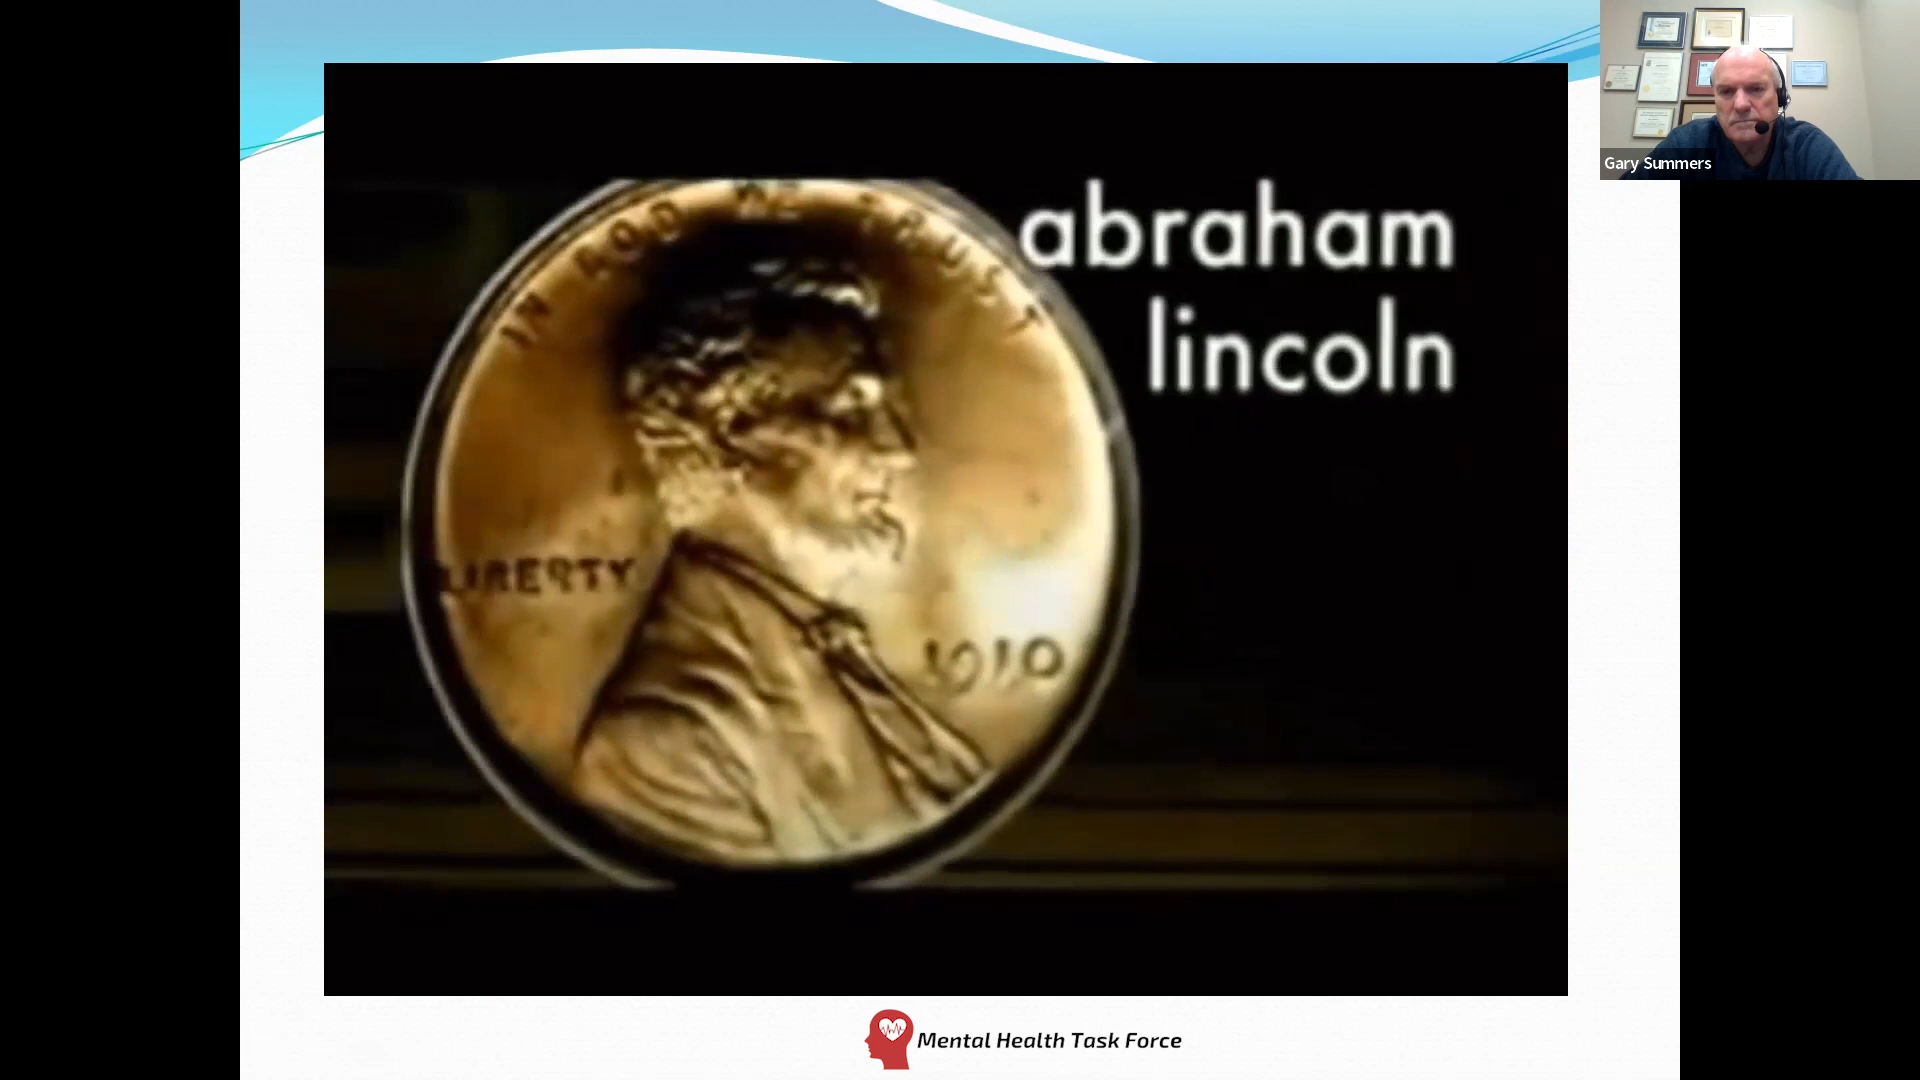 IN GOD WE TRUST
abraham
lincoln
LIBERTY
1910
Gary Summers
Mental Health Task Force